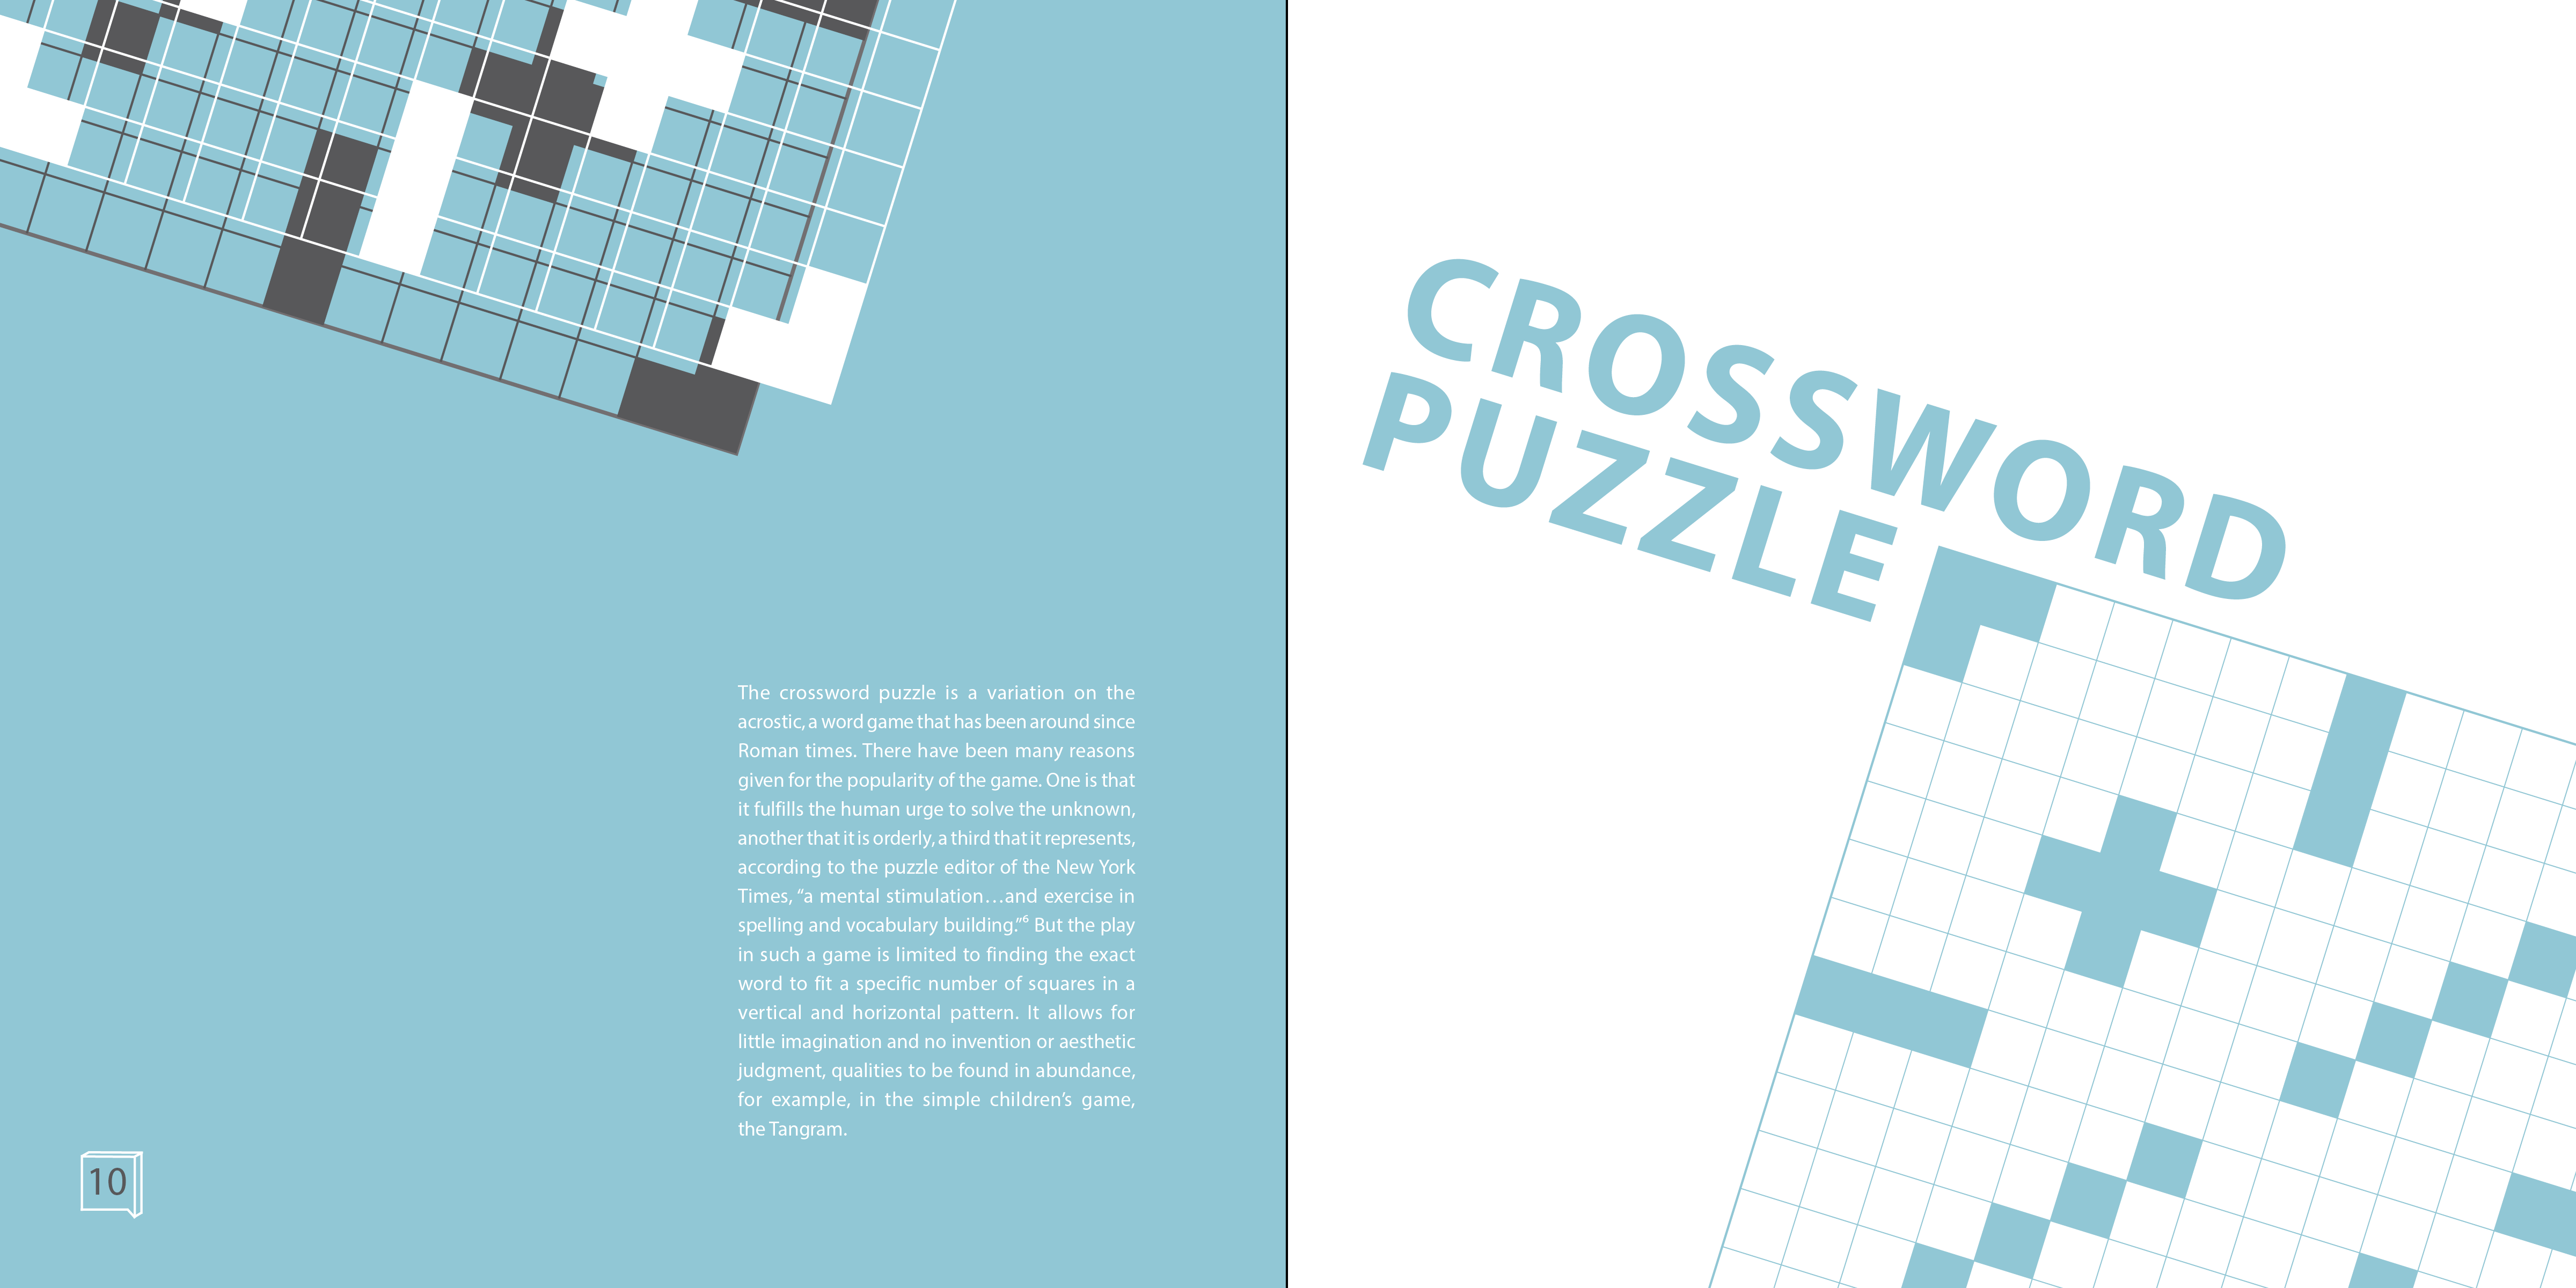 The crossword puzzle is a variation on the
acrostic, a word game that has been around since
Roman times. There have been many reasons
given for the popularity of the game. One is that
it fulfills the human urge to solve the unknown,
another that it is orderly, a third that it represents,
according to the puzzle editor of the New York
Times, “a mental stimulation…and exercise in
spelling and vocabulary building.”⁶ But the play
in such a game is limited to finding the exact
word to fit a specific number of squares in a
vertical and horizontal pattern. It allows for
little imagination and no invention or aesthetic
judgment, qualities to be found in abundance,
for example, in the simple children’s game,
the Tangram.
10
CROSSWORD
PUZZLE